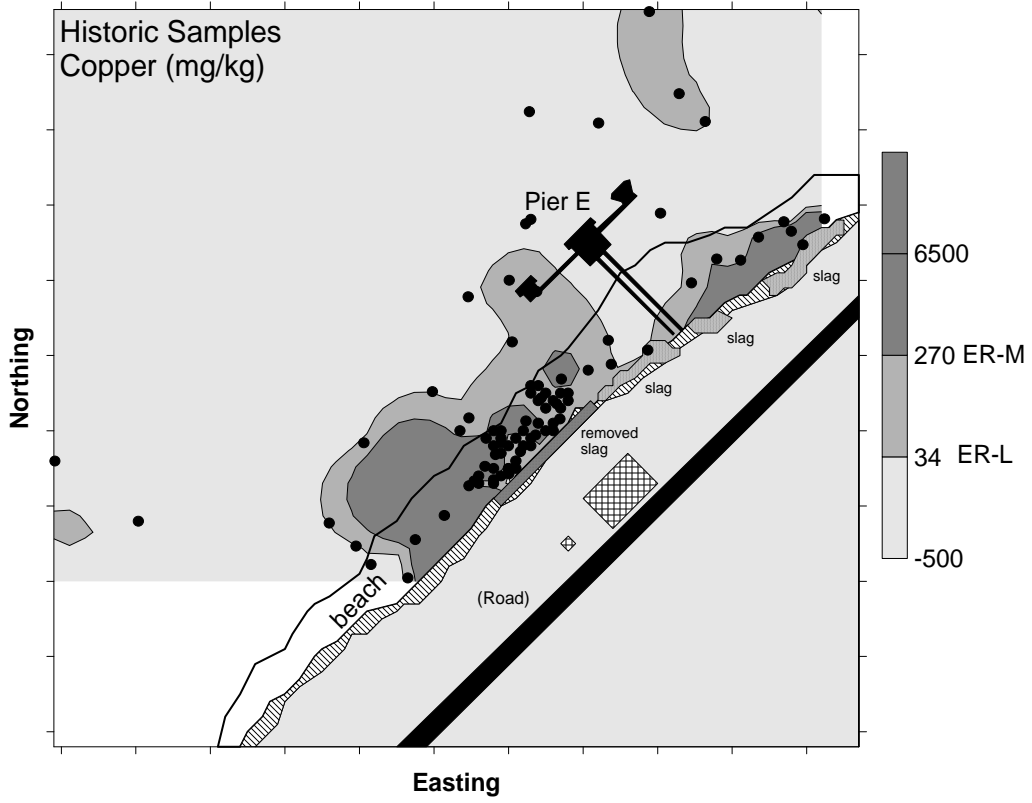 Historic Samples
Copper (mg/kg)
Pier E
6500
slag
270 ER-M
slag
Northing
slag
removed
slag
34 ER-L
-500
beach
(Road)
Easting